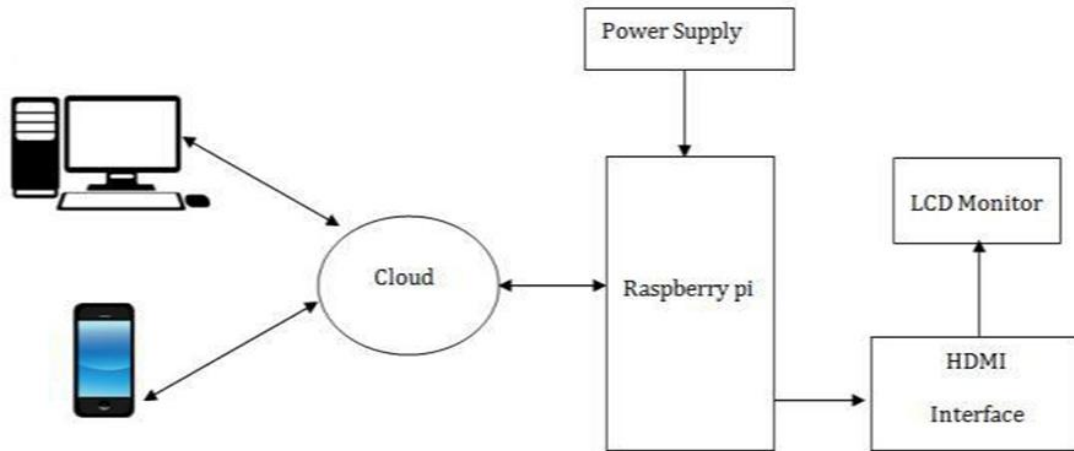 Power Supply
LCD Monitor
Cloud
Raspberry pi
HDMI
Interface